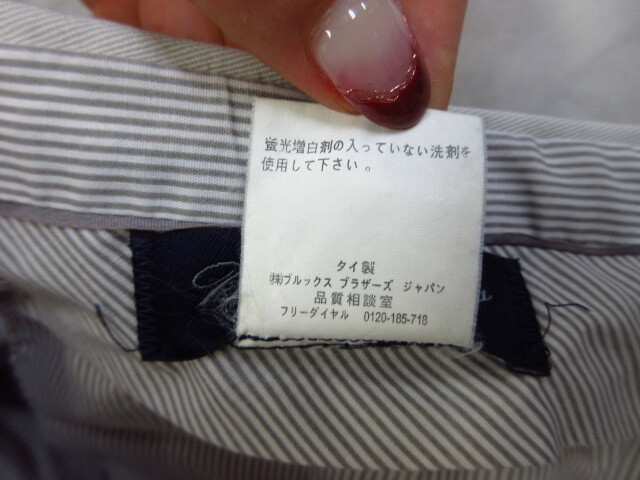 螢光増白剤の入っていない洗剤を
使用して下さい。
タイ製
㈱ブルックス ブラザーズ ジャパン
品質相談室
フリーダイヤル 0120-185-718